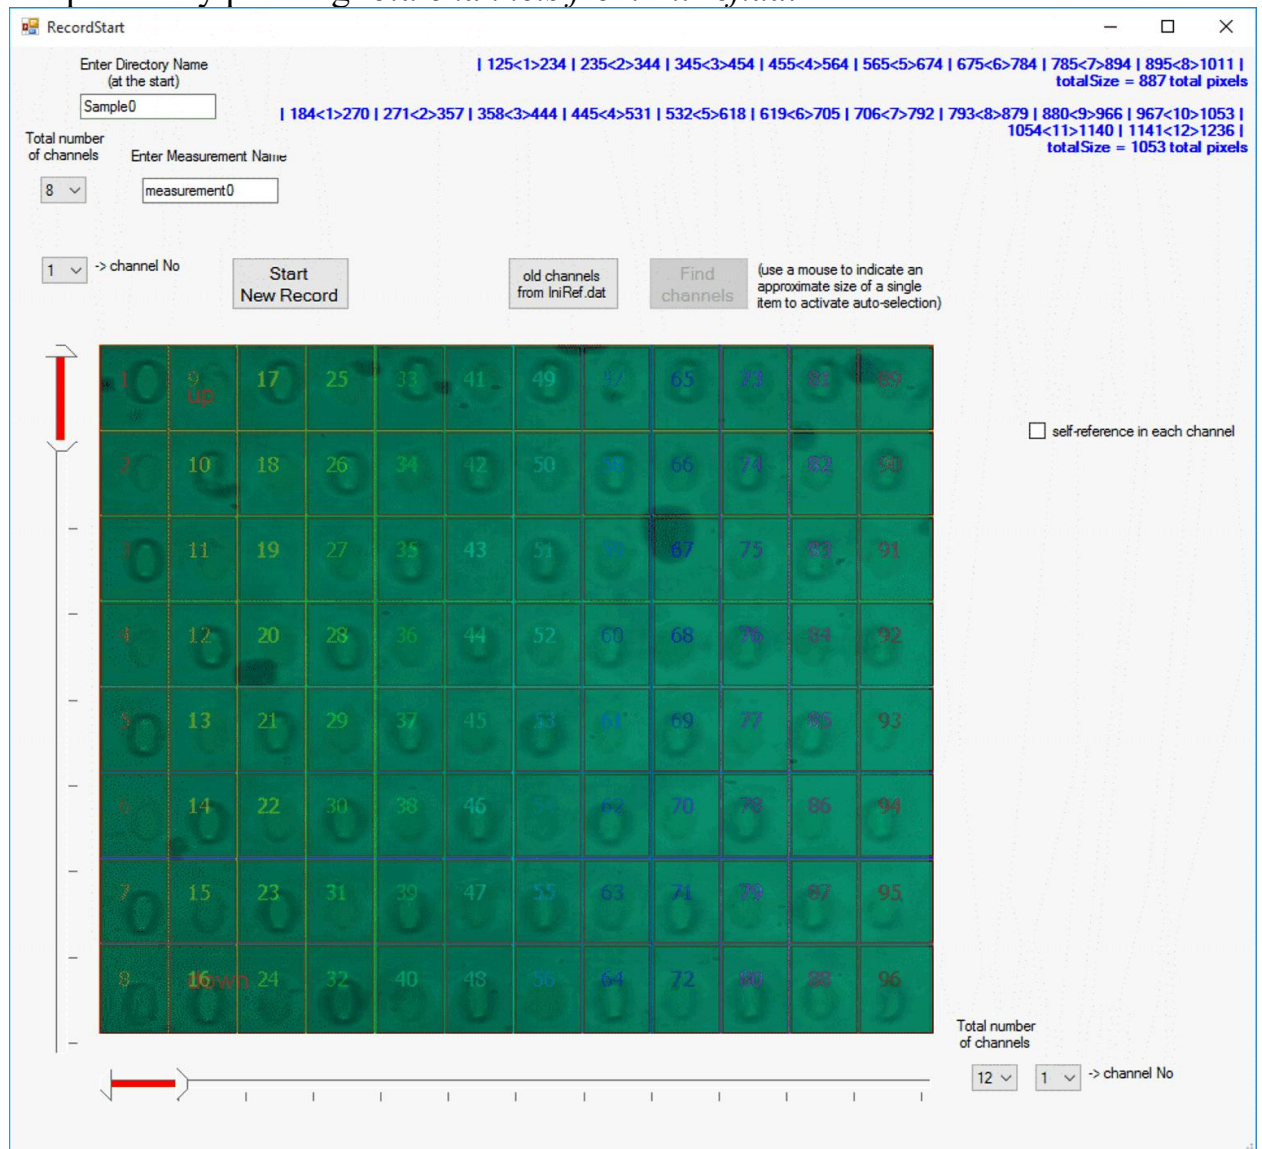 RecordStart
Enter Directory Name
(at the start)
| 125<1>234 | 235<2>344 | 345<3>454 | 455<4>564 | 565<5>674 | 675<6>784 | 785<7>894 | 895<8>1011 |
totalSize = 887 total pixels
Sample0
| 184<1>270 | 271<2>357 | 358<3>444 | 445<4>531 | 532<5>618 | 619<6>705 | 706<7>792 | 793<8>879 | 880<9>966 | 967<10>1053 |
1054<11>1140 | 1141<12>1236 |
totalSize = 1053 total pixels
Total number
of channels
Enter Measurement Name
8
measurement0
1
-> channel No
Start
New Record
old channels
from IniRef.dat
Find
channels
(use a mouse to indicate an
approximate size of a single
item to activate auto-selection)
1 9 17 25 33 41 49 57 65 73 81 89
up
self-reference in each channel
2 10 18 26 34 42 50 58 66 74 82 90
3 11 19 27 35 43 51 59 67 75 83 91
4 12 20 28 36 44 52 60 68 76 84 92
5 13 21 29 37 45 53 61 69 77 85 93
6 14 22 30 38 46 54 62 70 78 86 94
7 15 23 31 39 47 55 63 71 79 87 95
8 16 24 32 40 48 56 64 72 80 88 96
down
Total number
of channels
12
1
-> channel No